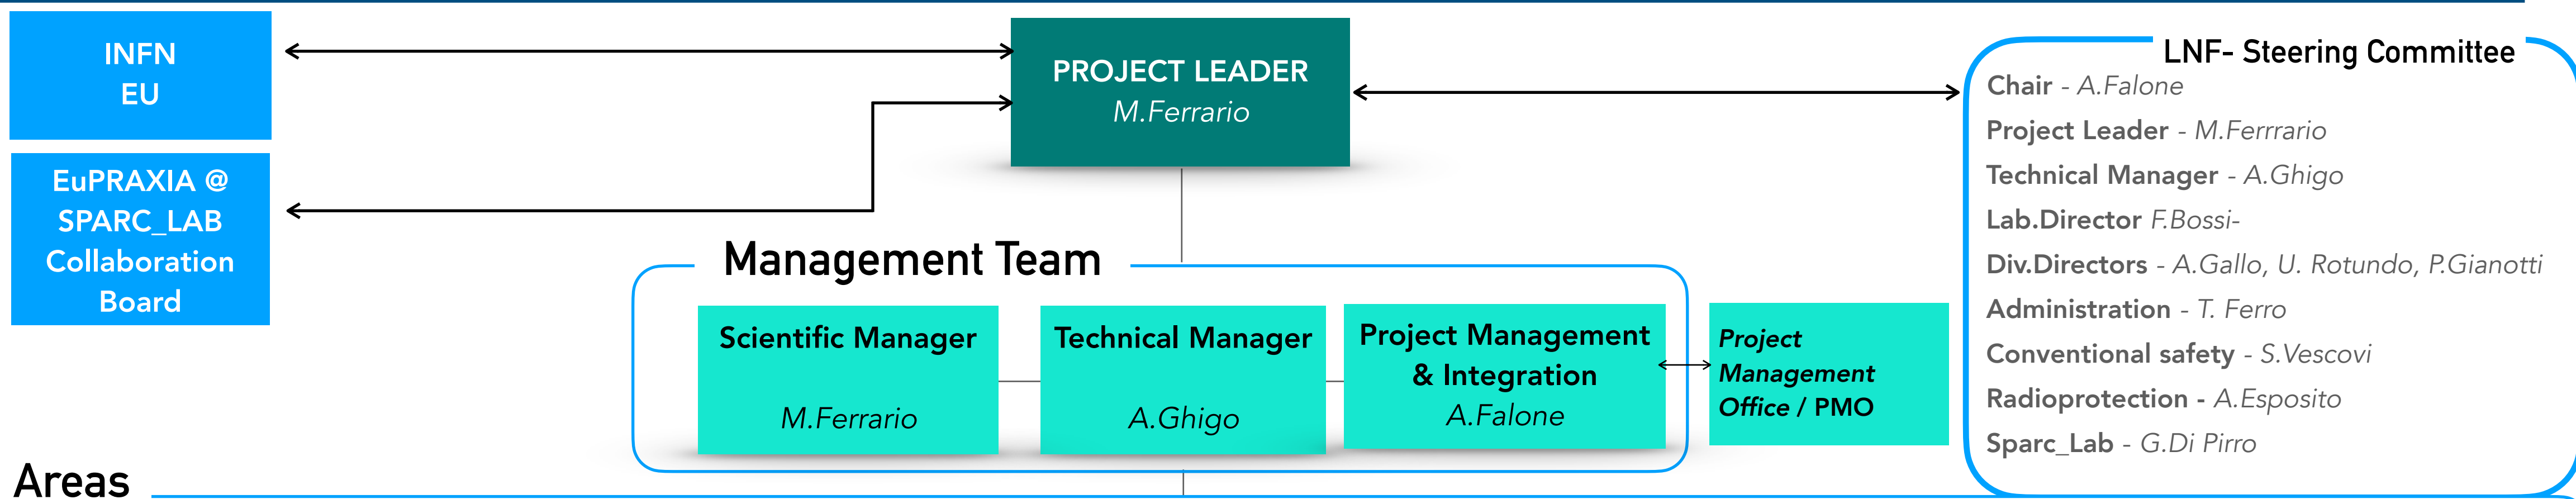 INFN
EU
EuPRAXIA @
SPARC_LAB
Collaboration
Board
PROJECT LEADER
M.Ferrario
LNF- Steering Committee
Chair - A.Falone
Project Leader - M.Ferrrario
Technical Manager - A.Ghigo
Lab.Director F.Bossi-
Div.Directors - A.Gallo, U. Rotundo, P.Gianotti
Administration - T. Ferro
Conventional safety - S.Vescovi
Radioprotection - A.Esposito
Sparc_Lab - G.Di Pirro
Management Team
Scientific Manager
M.Ferrario
Technical Manager
A.Ghigo
Project Management
& Integration
A.Falone
Project
Management
Office / PMO
Areas